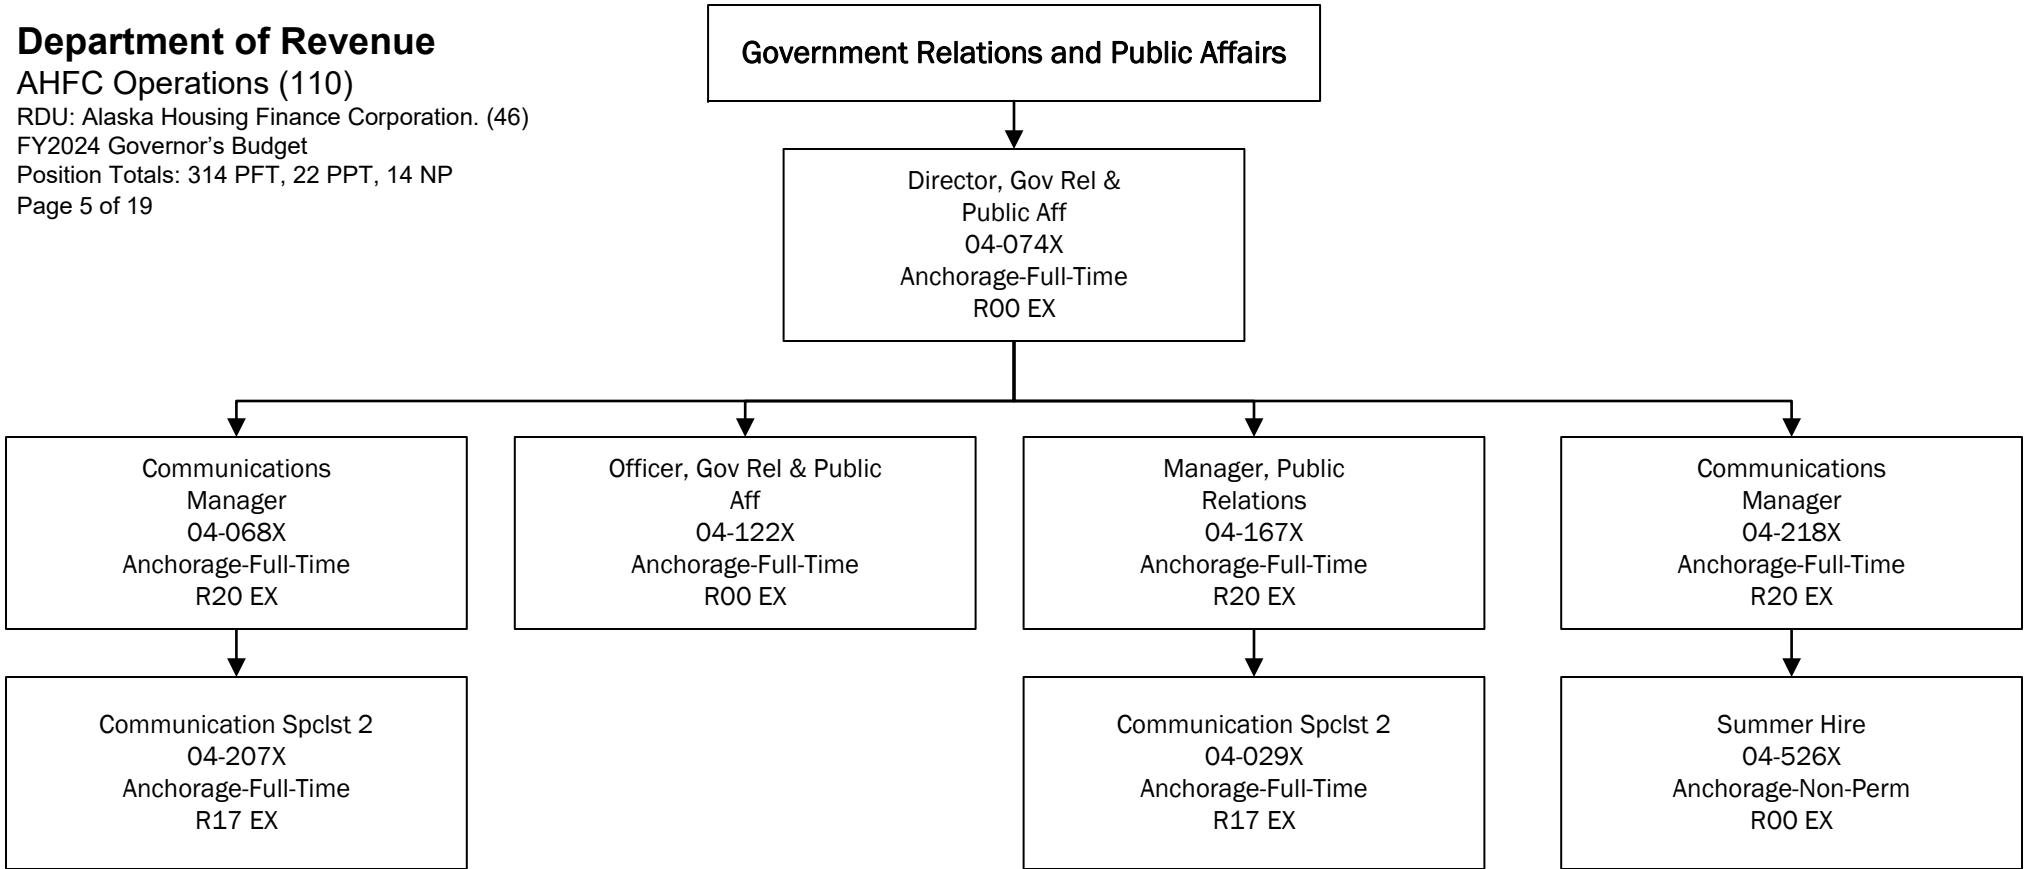 Department of Revenue
AHFC Operations (110)
RDU: Alaska Housing Finance Corporation. (46)
FY2024 Governor’s Budget
Position Totals: 314 PFT, 22 PPT, 14 NP
Page 5 of 19
Government Relations and Public Affairs
Director, Gov Rel &
Public Aff
04-074X
Anchorage-Full-Time
R00 EX
Communications
Manager
04-068X
Anchorage-Full-Time
R20 EX
Officer, Gov Rel & Public
Aff
04-122X
Anchorage-Full-Time
R00 EX
Manager, Public
Relations
04-167X
Anchorage-Full-Time
R20 EX
Communications
Manager
04-218X
Anchorage-Full-Time
R20 EX
Communication Spclst 2
04-207X
Anchorage-Full-Time
R17 EX
Communication Spclst 2
04-029X
Anchorage-Full-Time
R17 EX
Summer Hire
04-526X
Anchorage-Non-Perm
R00 EX